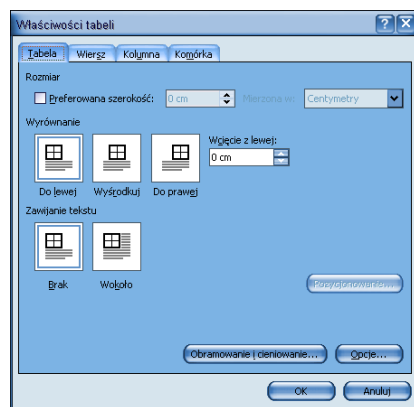 Właściwości tabeli
Tabela Wiersz Kolumna Komórka
Rozmiar
Preferowana szerokość: 0 cm Mierzona w: Centymetry
Wyrównanie
Wcięcie z lewej:
0 cm
Do lewej Wyśrodkuj Do prawej
Zawijanie tekstu
Brak Wokoło
Pozycjonowanie...
Obramowanie i cieniowanie... Opcje...
OK Anuluj